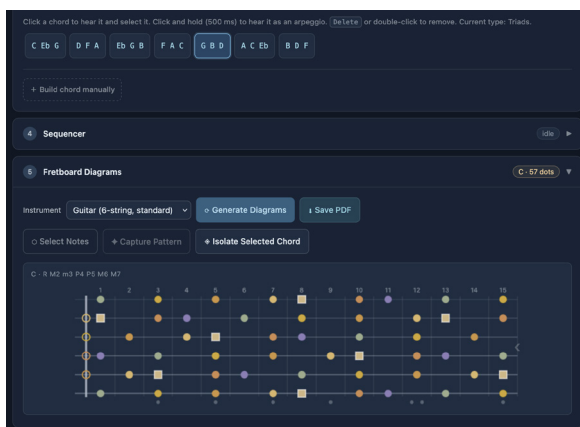 Click a chord to hear it and select it. Click and hold (500 ms) to hear it as an arpeggio. Delete or double-click to remove. Current type: Triads.
C Eb G D F A Eb G B F A C G B D A C Eb B D F
+ Build chord manually
4 Sequencer idle
5 Fretboard Diagrams C · 57 dots
Instrument Guitar (6-string, standard) Generate Diagrams Save PDF
Select Notes Capture Pattern Isolate Selected Chord
C · R M2 m3 P4 P5 M6 M7
1 2 3 4 5 6 7 8 9 10 11 12 13 14 15